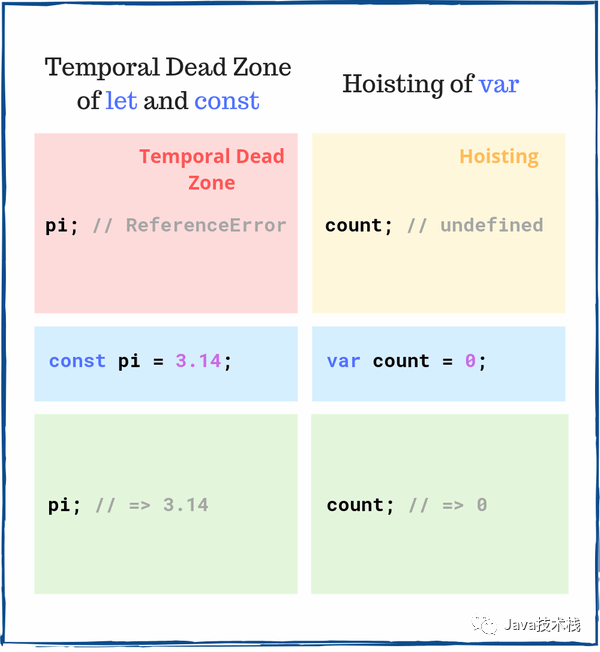 Temporal Dead Zone
of let and const
Hoisting of var
Temporal Dead
Zone
pi; // ReferenceError
Hoisting
count; // undefined
const pi = 3.14;
var count = 0;
pi; // => 3.14
count; // => 0
Java技术栈